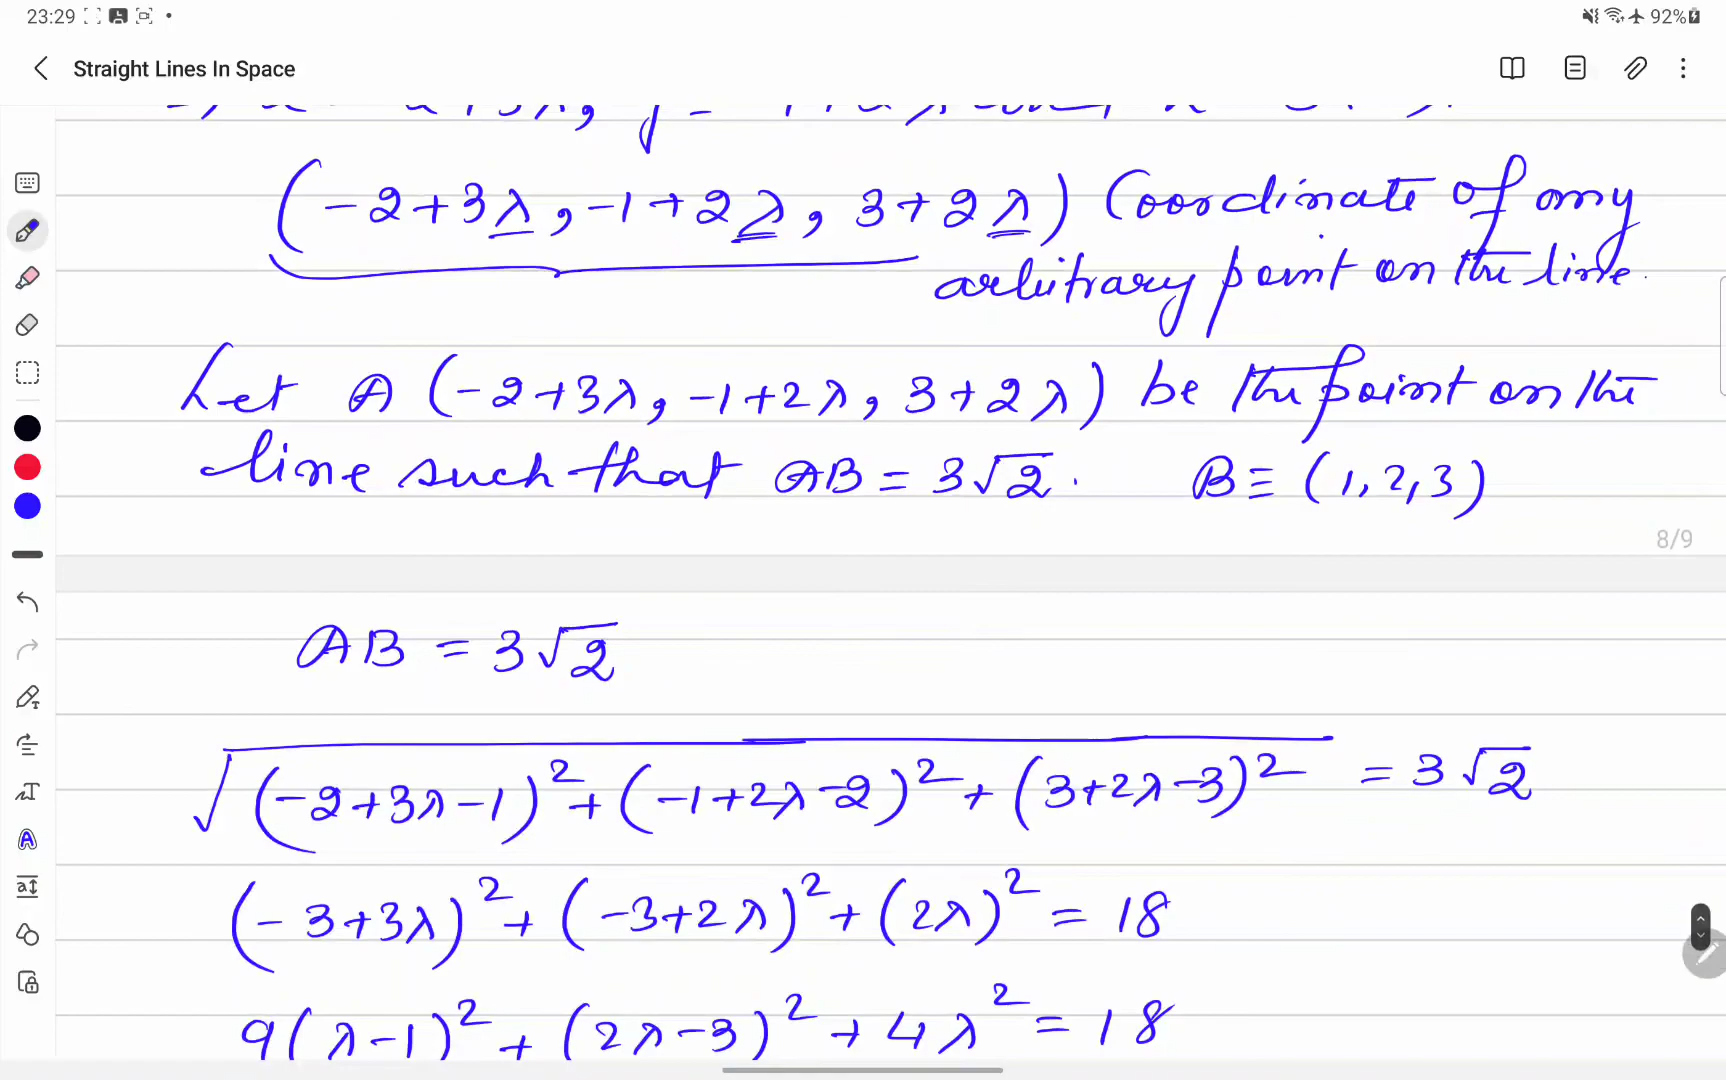 23:29
92%
Straight Lines In Space
(-2+3λ, -1+2λ, 3+2λ) Coordinate of any
arbitrary point on the line.
Let A (-2+3λ, -1+2λ, 3+2λ) be the point on the
line such that AB = 3√2. B ≡ (1, 2, 3)
8/9
AB = 3√2
√((-2+3λ-1)² + (-1+2λ-2)² + (3+2λ-3)²) = 3√2
(-3+3λ)² + (-3+2λ)² + (2λ)² = 18
9(λ-1)² + (2λ-3)² + 4λ² = 18